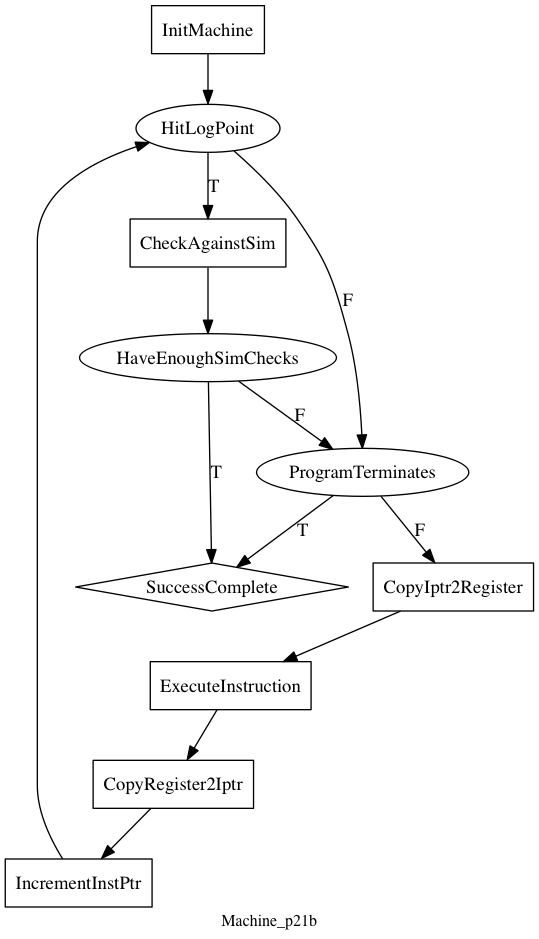 InitMachine
HitLogPoint
T
CheckAgainstSim
F
HaveEnoughSimChecks
F
T
ProgramTerminates
T
F
SuccessComplete
CopyIptr2Register
ExecuteInstruction
CopyRegister2Iptr
IncrementInstPtr
Machine_p21b